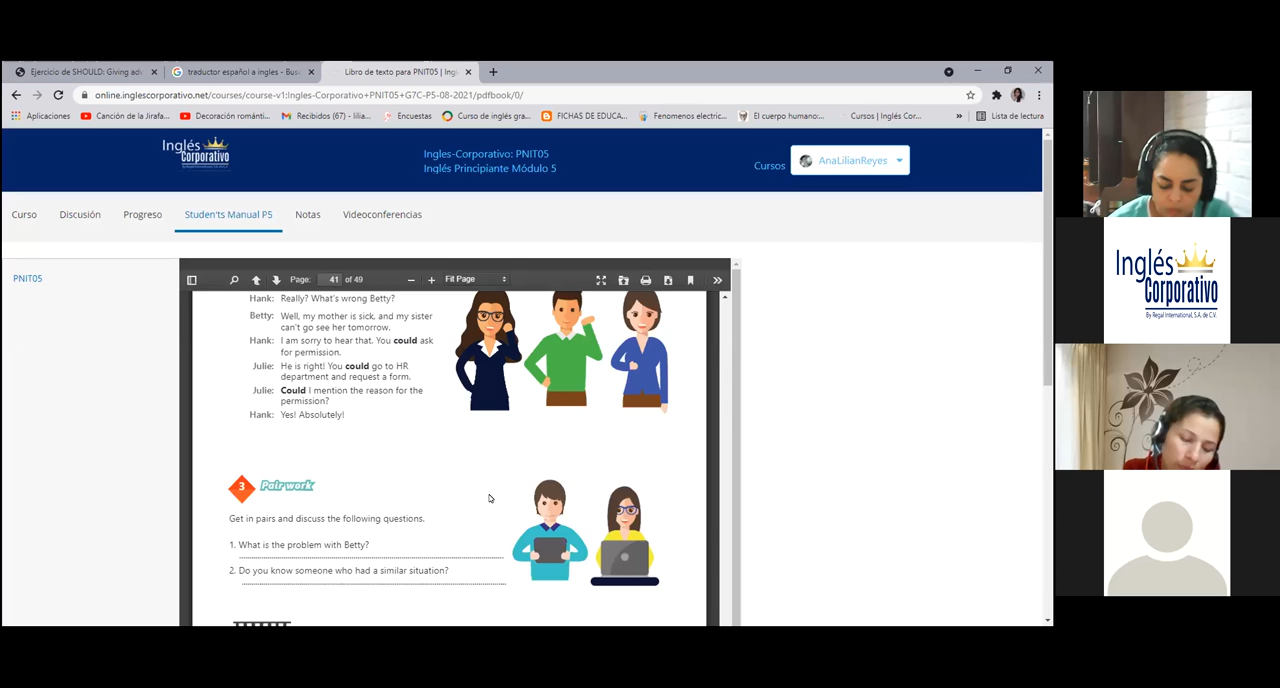 Ejercicio de SHOULD: Giving adv
traductor español a ingles - Bus
Libro de texto para PNIT05 | Ingl
online.inglescorporativo.net/courses/course-v1:Ingles-Corporativo+PNIT05+G7C-P5-08-2021/pdfbook/0/
Aplicaciones
Canción de la Jirafa...
Decoración románti...
Recibidos (67) - lilia...
Encuestas
Curso de inglés gra...
FICHAS DE EDUCA...
Fenomenos electric...
El cuerpo humano:...
Cursos | Inglés Cor...
»
Lista de lectura
Inglés
Corporativo
Ingles-Corporativo: PNIT05
Inglés Principiante Módulo 5
Cursos
AnaLilianReyes
Curso
Discusión
Progreso
Studen'ts Manual P5
Notas
Videoconferencias
PNIT05
Page:
41
of 49
Fit Page
Hank: Really? What's wrong Betty?
Betty: Well, my mother is sick, and my sister
can't go see her tomorrow.
Hank: I am sorry to hear that. You could ask
for permission.
Julie: He is right! You could go to HR
department and request a form.
Julie: Could I mention the reason for the
permission?
Hank: Yes! Absolutely!
3 Pair work
Get in pairs and discuss the following questions.
1. What is the problem with Betty?
2. Do you know someone who had a similar situation?
Inglés
Corporativo
By Regal International, S.A. de C.V.